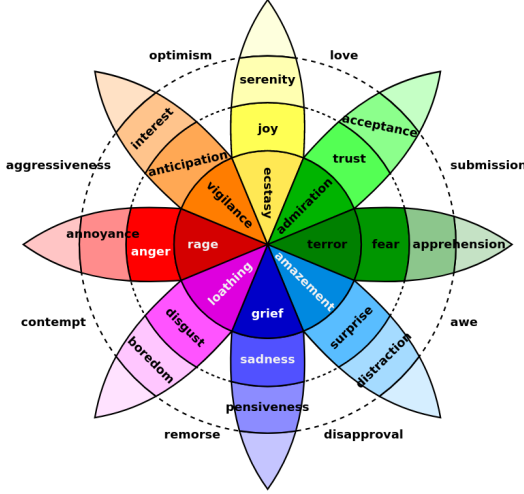 optimism
love
serenity
interest
acceptance
joy
anticipation
trust
aggressiveness
submission
vigilance
ecstasy
admiration
annoyance
anger
rage
terror
fear
apprehension
loathing
amazement
grief
disgust
surprise
contempt
awe
boredom
sadness
distraction
pensiveness
remorse
disapproval